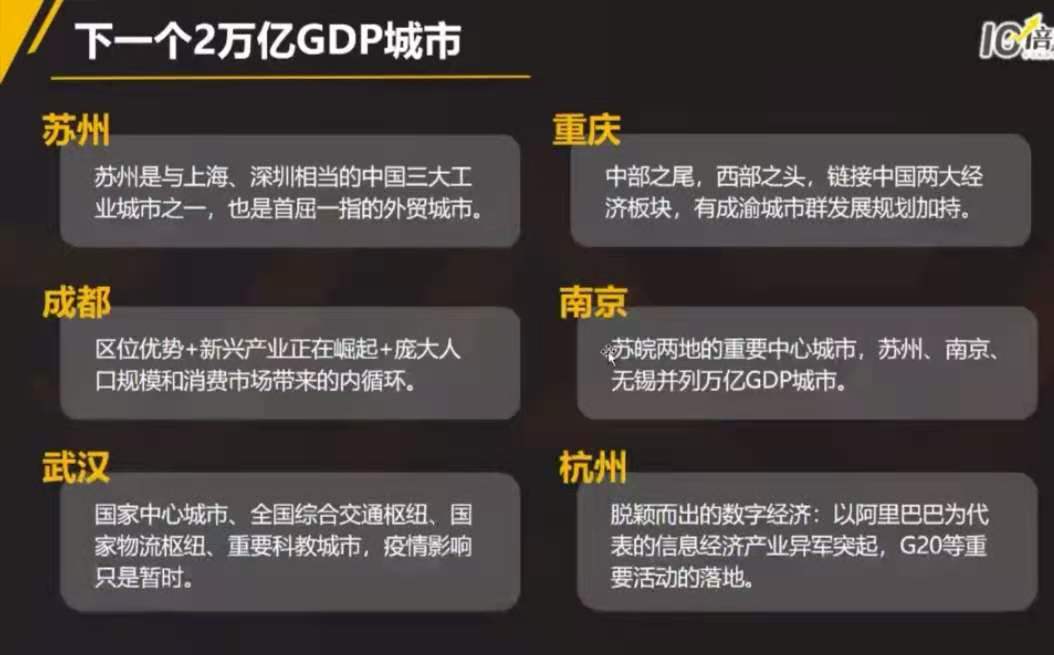 下一个2万亿GDP城市
10倍
苏州
苏州是与上海、深圳相当的中国三大工
业城市之一，也是首屈一指的外贸城市。
重庆
中部之尾，西部之头，链接中国两大经
济板块，有成渝城市群发展规划加持。
成都
区位优势+新兴产业正在崛起+庞大人
口规模和消费市场带来的内循环。
南京
苏皖两地的重要中心城市，苏州、南京、
无锡并列万亿GDP城市。
武汉
国家中心城市、全国综合交通枢纽、国
家物流枢纽、重要科教城市，疫情影响
只是暂时。
杭州
脱颖而出的数字经济：以阿里巴巴为代
表的信息经济产业异军突起，G20等重
要活动的落地。